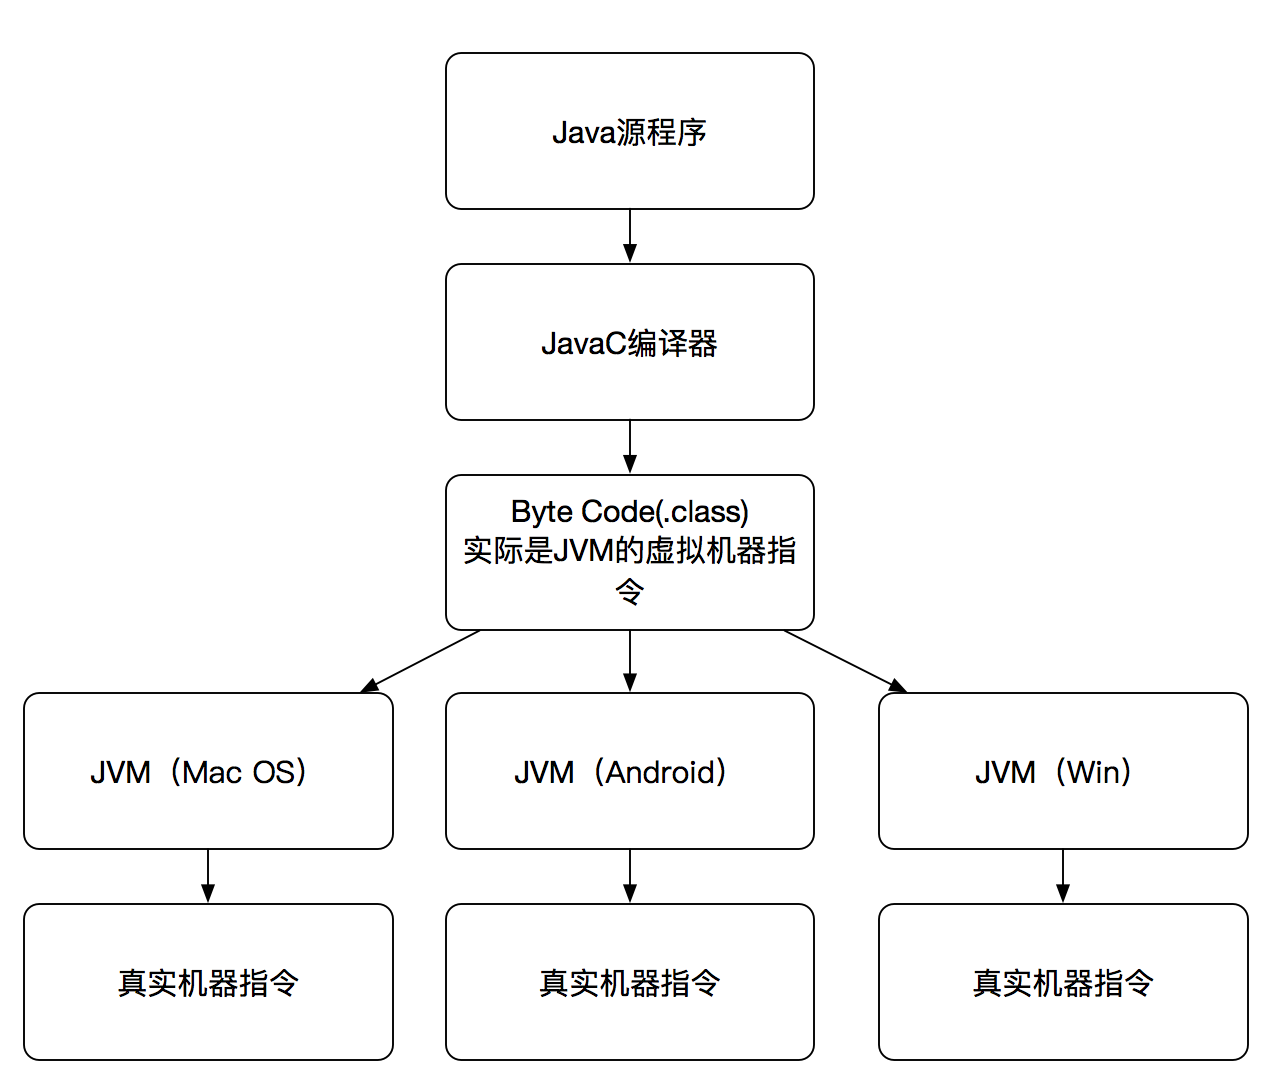 Java源程序
JavaC编译器
Byte Code(.class)
实际是JVM的虚拟机器指
令
JVM（Mac OS）
JVM（Android）
JVM（Win）
真实机器指令
真实机器指令
真实机器指令